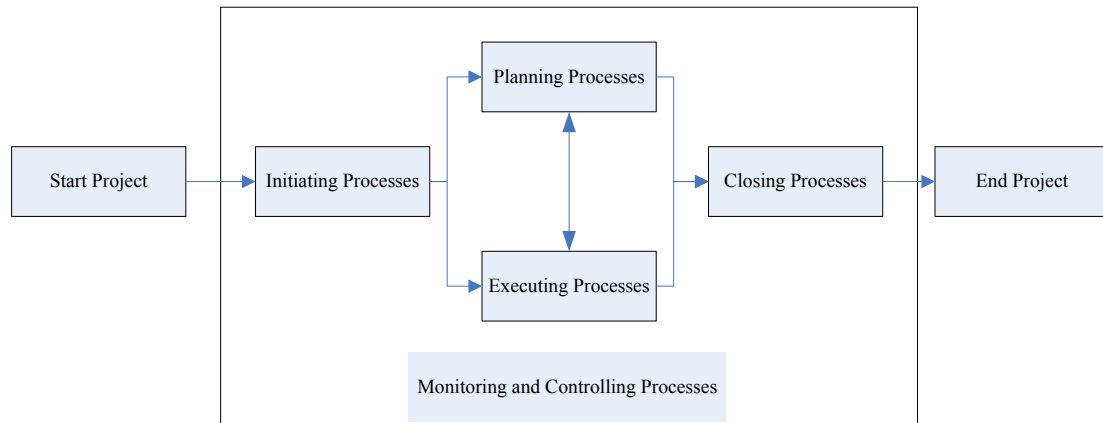 Planning Processes
Start Project
Initiating Processes
Closing Processes
End Project
Executing Processes
Monitoring and Controlling Processes